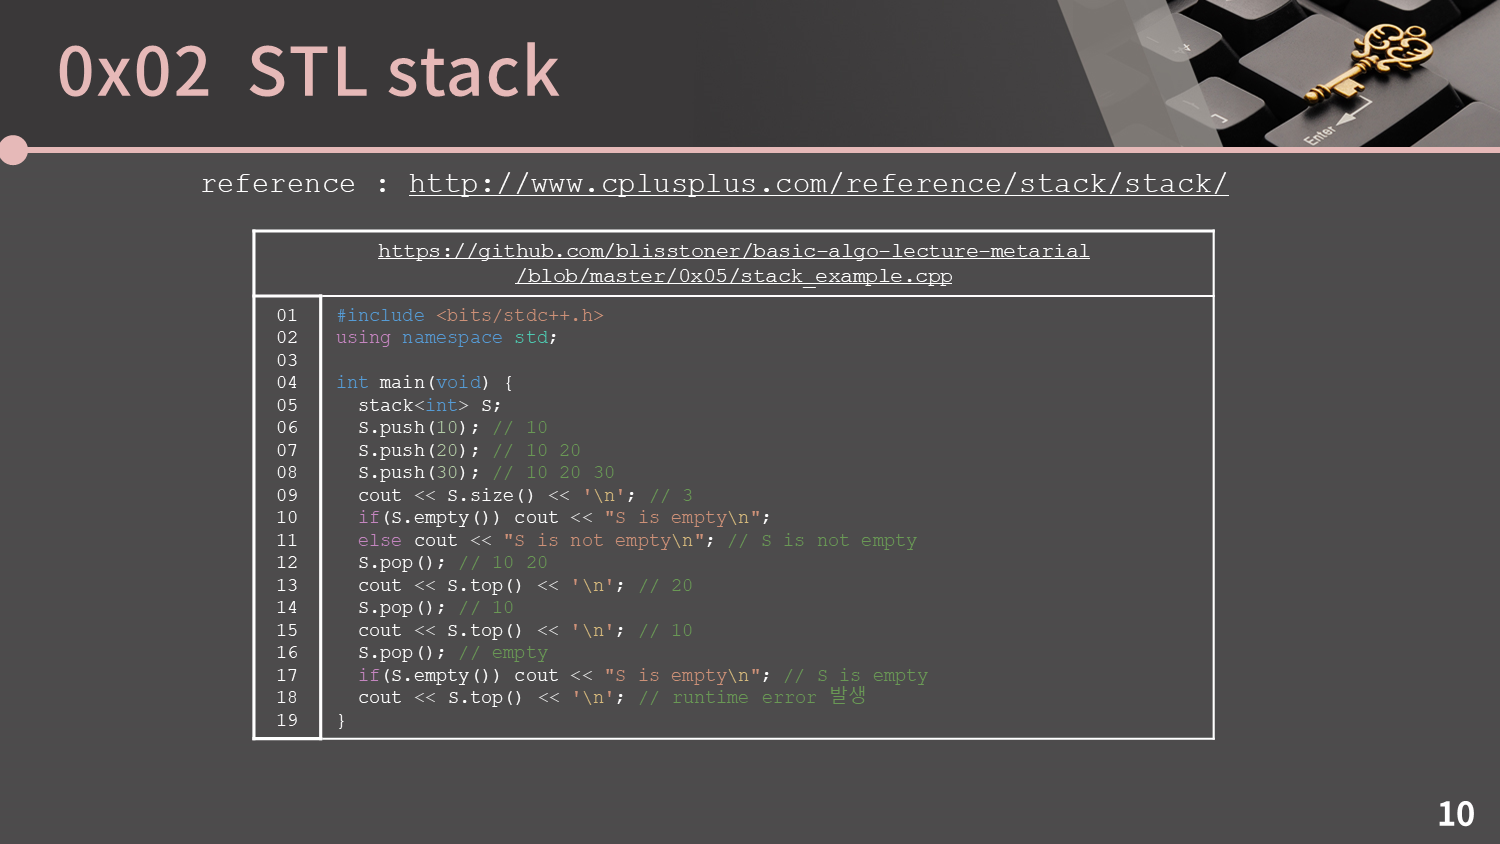 0x02 STL stack
Enter
reference : http://www.cplusplus.com/reference/stack/stack/
https://github.com/blisstoner/basic-algo-lecture-metarial
/blob/master/0x05/stack_example.cpp
01 #include <bits/stdc++.h>
02 using namespace std;
03
04 int main(void) {
05   stack<int> S;
06   S.push(10); // 10
07   S.push(20); // 10 20
08   S.push(30); // 10 20 30
09   cout << S.size() << '\n'; // 3
10   if(S.empty()) cout << "S is empty\n";
11   else cout << "S is not empty\n"; // S is not empty
12   S.pop(); // 10 20
13   cout << S.top() << '\n'; // 20
14   S.pop(); // 10
15   cout << S.top() << '\n'; // 10
16   S.pop(); // empty
17   if(S.empty()) cout << "S is empty\n"; // S is empty
18   cout << S.top() << '\n'; // runtime error 발생
19 }
10